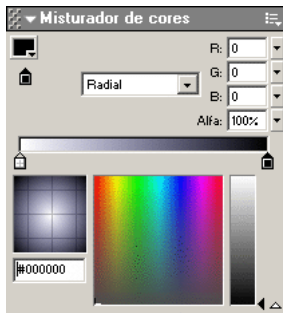 Misturador de cores
R: 0
G: 0
Radial
B: 0
Alfa: 100%
#000000